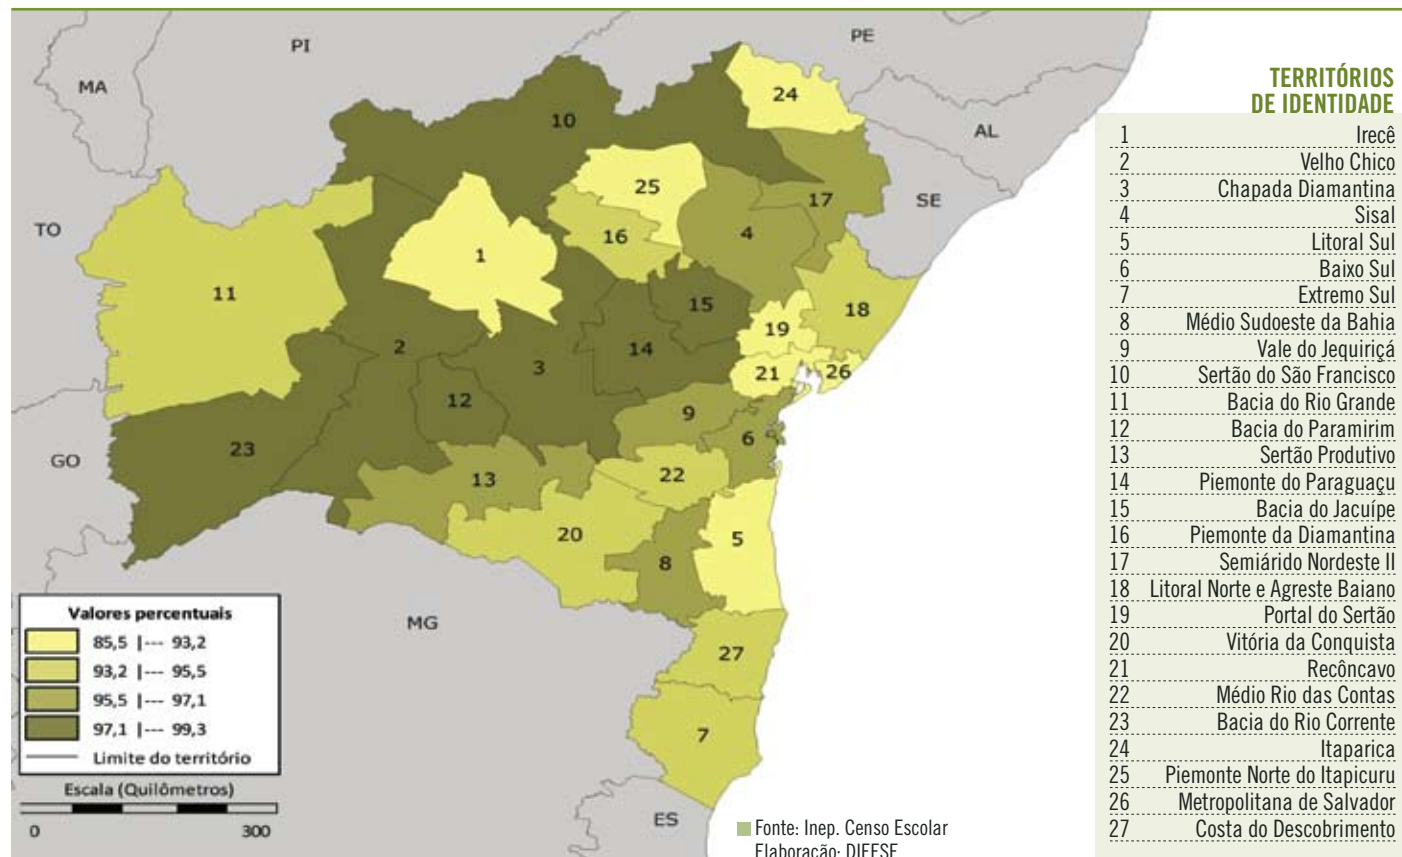 PI
PE
MA
AL
TO
SE
GO
MG
ES
24
10
25
17
16
4
1
11
18
15
19
2
14
3
21
26
12
9
6
23
13
22
20
5
8
27
7
Valores percentuais
85,5 |--- 93,2
93,2 |--- 95,5
95,5 |--- 97,1
97,1 |--- 99,3
Limite do território
Escala (Quilômetros)
0 300
Fonte: Inep. Censo Escolar
Elaboração: DIEESE
TERRITÓRIOS
DE IDENTIDADE
1 Irecê
2 Velho Chico
3 Chapada Diamantina
4 Sisal
5 Litoral Sul
6 Baixo Sul
7 Extremo Sul
8 Médio Sudoeste da Bahia
9 Vale do Jequiriçá
10 Sertão do São Francisco
11 Bacia do Rio Grande
12 Bacia do Paramirim
13 Sertão Produtivo
14 Piemonte do Paraguaçu
15 Bacia do Jacuípe
16 Piemonte da Diamantina
17 Semiárido Nordeste II
18 Litoral Norte e Agreste Baiano
19 Portal do Sertão
20 Vitória da Conquista
21 Recôncavo
22 Médio Rio das Contas
23 Bacia do Rio Corrente
24 Itaparica
25 Piemonte Norte do Itapicuru
26 Metropolitana de Salvador
27 Costa do Descobrimento